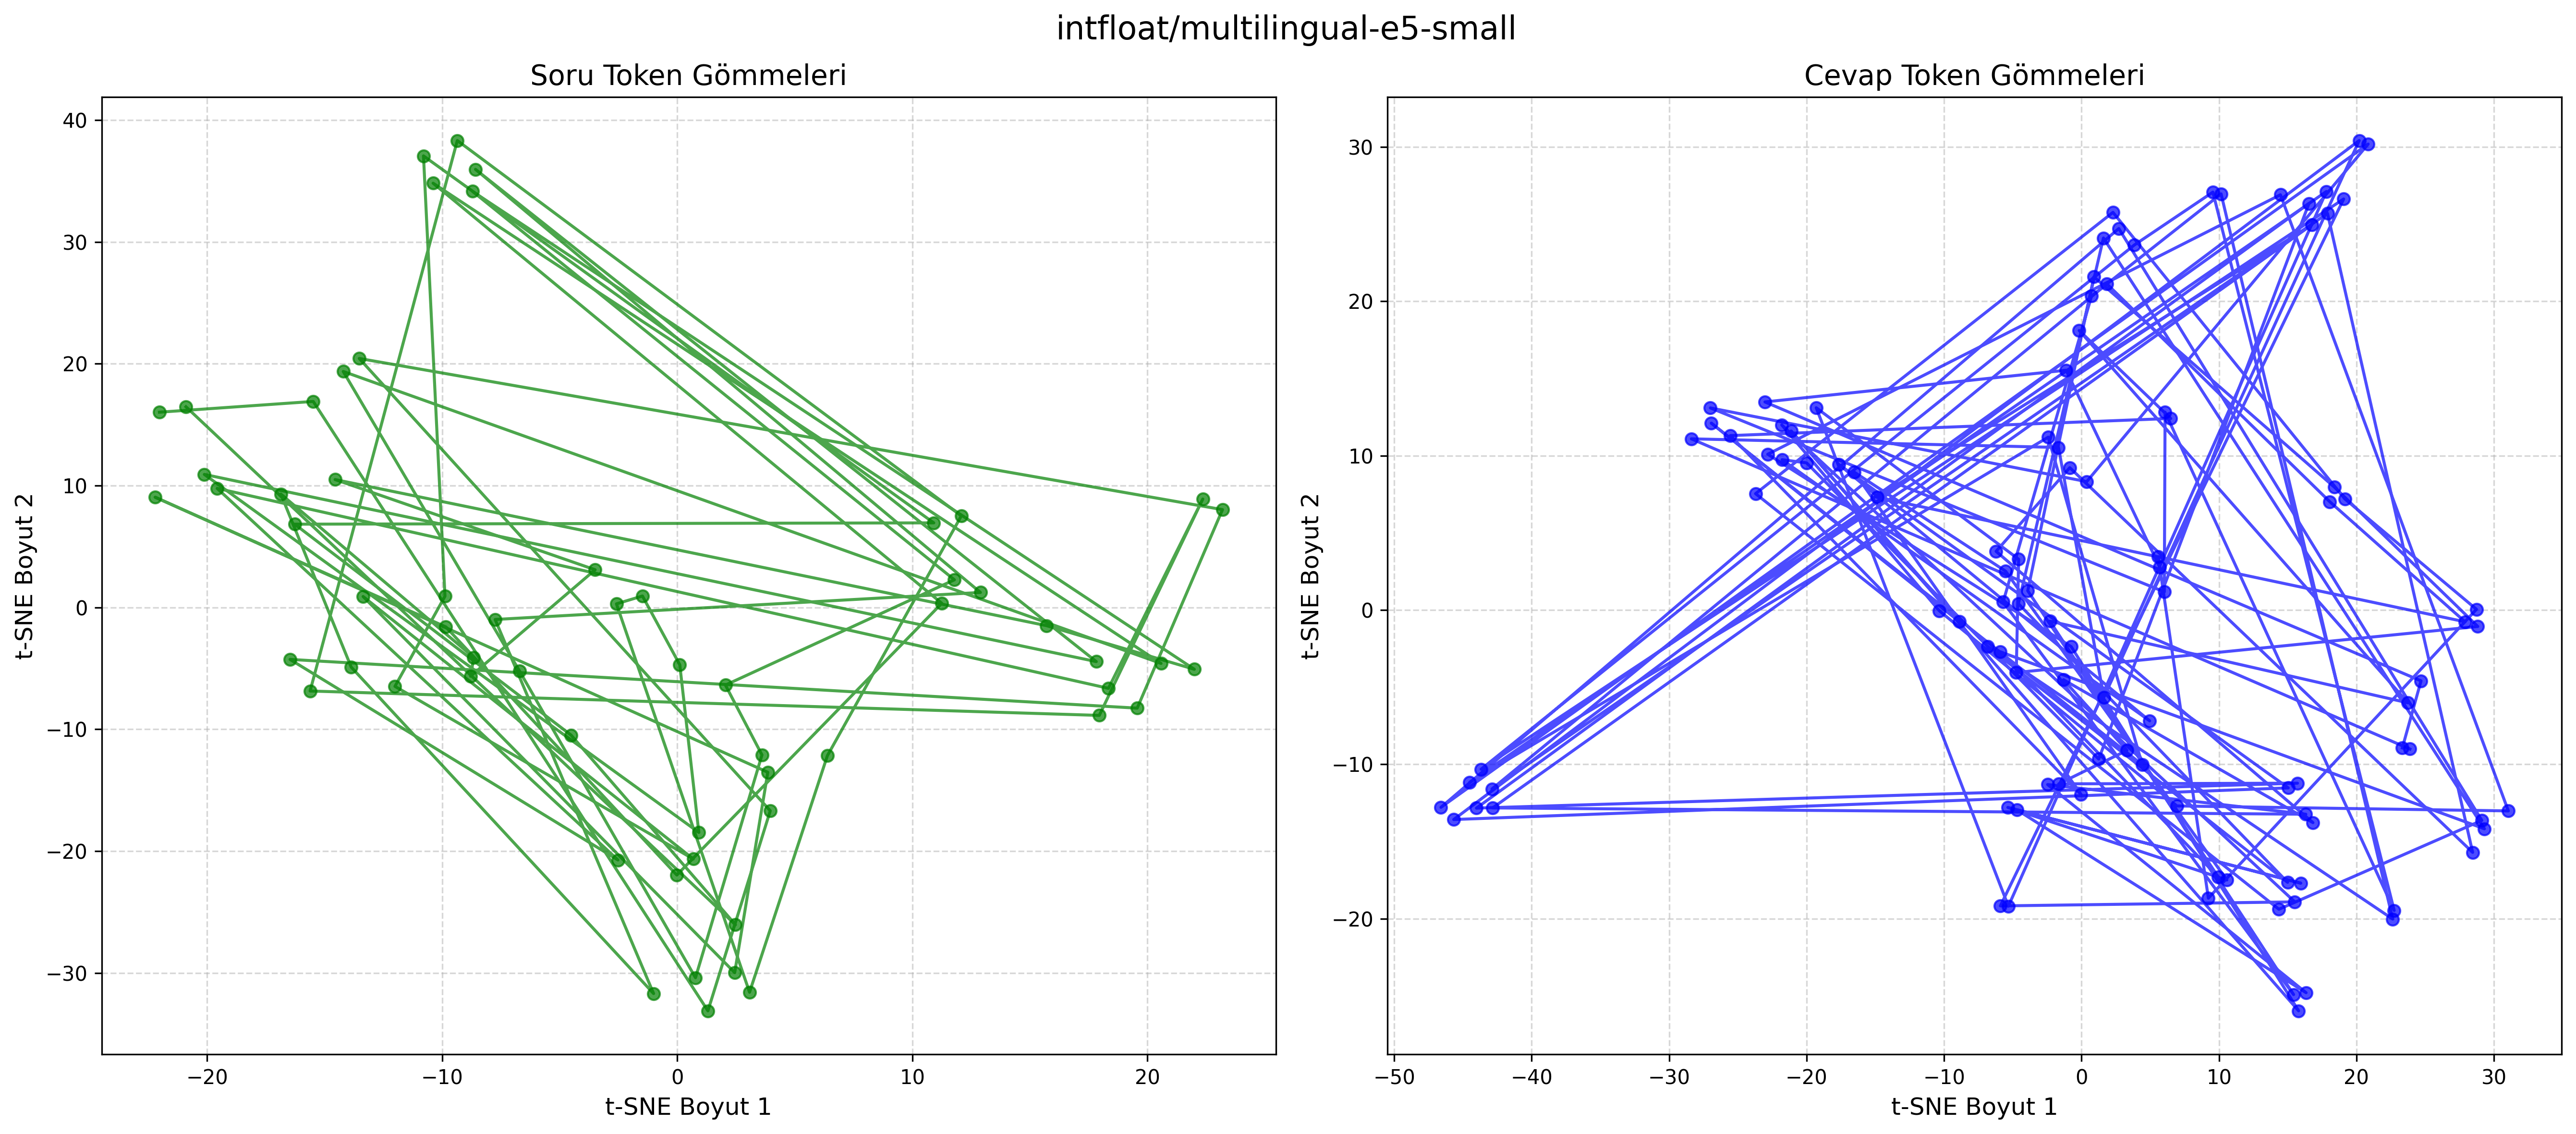 intfloat/multilingual-e5-small
Soru Token Gömmeleri
40
30
20
10
0
−10
−20
−30
t-SNE Boyut 2
−20 −10 0 10 20
t-SNE Boyut 1
Cevap Token Gömmeleri
30
20
10
0
−10
−20
t-SNE Boyut 2
−50 −40 −30 −20 −10 0 10 20 30
t-SNE Boyut 1